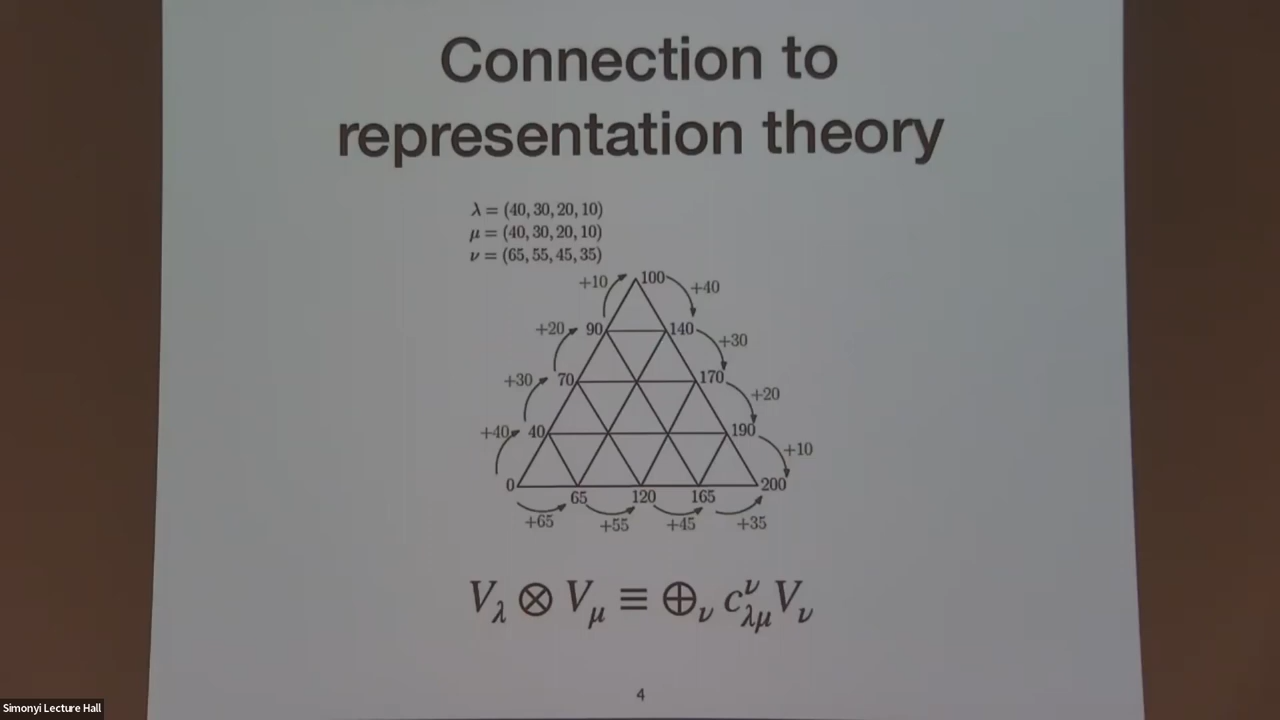 Connection to
representation theory
λ = (40, 30, 20, 10)
μ = (40, 30, 20, 10)
ν = (65, 55, 45, 35)
+10 100 +40
+20 90 140 +30
+30 70 170 +20
+40 40 190 +10
0 65 120 165 200
+65 +55 +45 +35
V_λ ⊗ V_μ ≡ ⊕_ν c^ν_{λμ} V_ν
4
Simonyi Lecture Hall